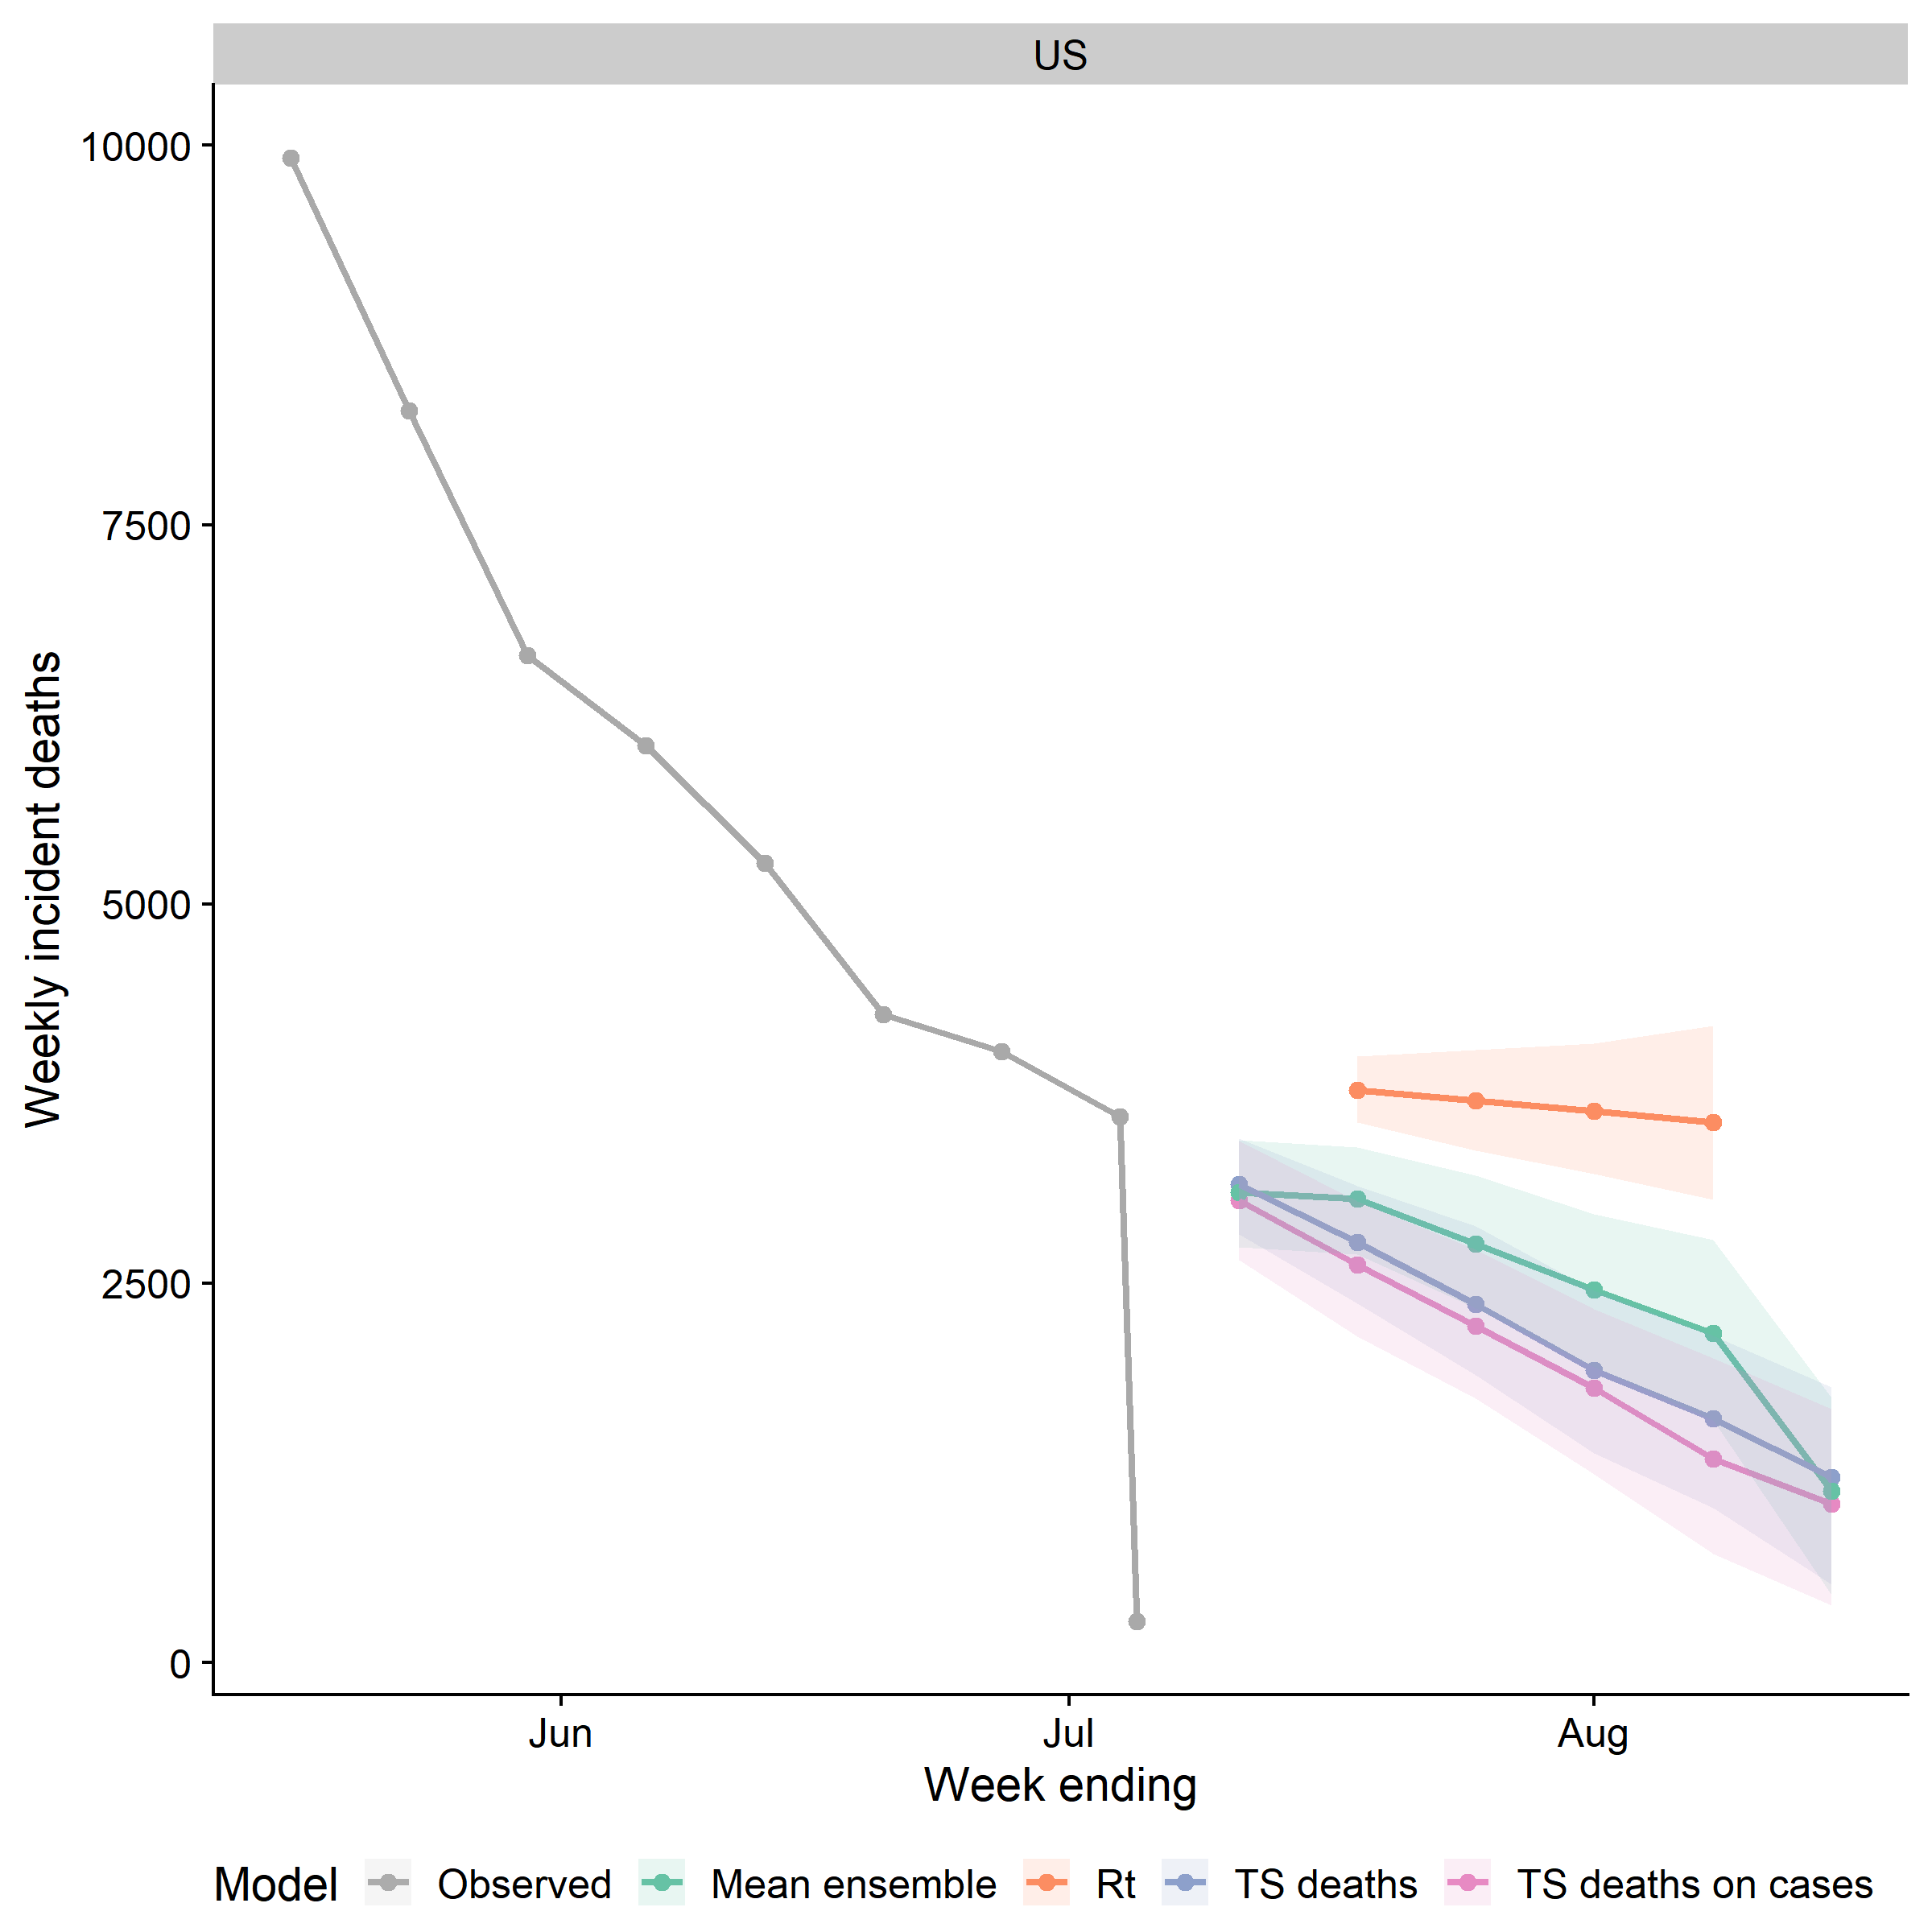 US
10000
7500
5000
2500
0
Weekly incident deaths
Jun Jul Aug
Week ending
Model Observed Mean ensemble Rt TS deaths TS deaths on cases